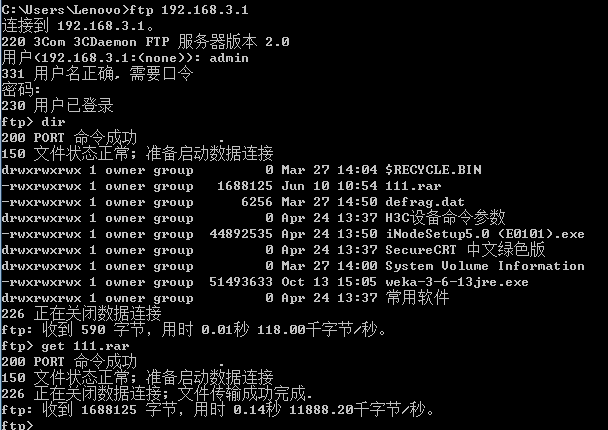 C:\Users\Lenovo>ftp 192.168.3.1
连接到 192.168.3.1。
220 3Com 3CDaemon FTP 服务器版本 2.0
用户(192.168.3.1:(none)): admin
331 用户名正确，需要口令
密码:
230 用户已登录
ftp> dir
200 PORT 命令成功 .
150 文件状态正常；准备启动数据连接
drwxrwxrwx 1 owner group 0 Mar 27 14:04 $RECYCLE.BIN
-rwxrwxrwx 1 owner group 1688125 Jun 10 10:54 111.rar
-rwxrwxrwx 1 owner group 6256 Mar 27 14:50 defrag.dat
drwxrwxrwx 1 owner group 0 Apr 24 13:37 H3C设备命令参数
-rwxrwxrwx 1 owner group 44892535 Apr 24 13:50 iNodeSetup5.0 (E0101).exe
drwxrwxrwx 1 owner group 0 Apr 24 13:37 SecureCRT 中文绿色版
drwxrwxrwx 1 owner group 0 Mar 27 14:00 System Volume Information
-rwxrwxrwx 1 owner group 51493633 Oct 13 15:05 weka-3-6-13jre.exe
drwxrwxrwx 1 owner group 0 Apr 24 13:37 常用软件
226 正在关闭数据连接
ftp: 收到 590 字节，用时 0.01秒 118.00千字节/秒。
ftp> get 111.rar
200 PORT 命令成功 .
150 文件状态正常；准备启动数据连接
226 正在关闭数据连接；文件传输成功完成.
ftp: 收到 1688125 字节，用时 0.14秒 11888.20千字节/秒。
ftp>